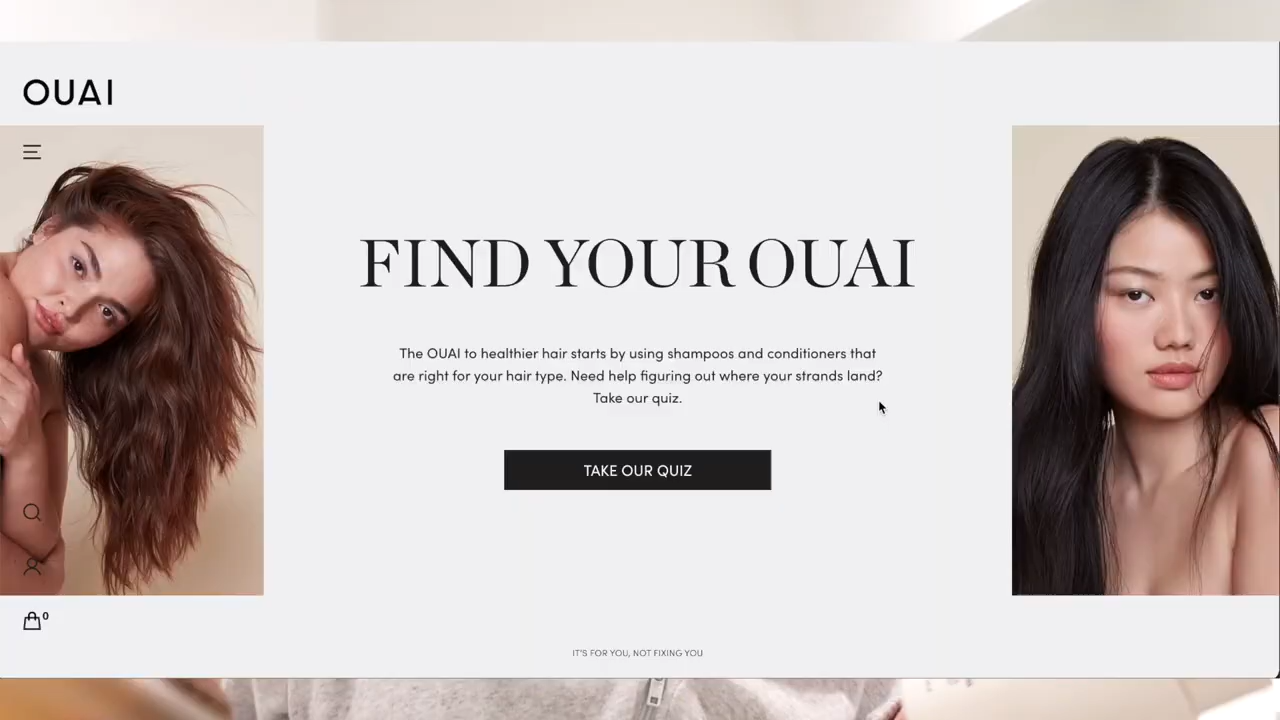 OUAI
FIND YOUR OUAI
The OUAI to healthier hair starts by using shampoos and conditioners that
are right for your hair type. Need help figuring out where your strands land?
Take our quiz.
TAKE OUR QUIZ
0
IT'S FOR YOU, NOT FIXING YOU